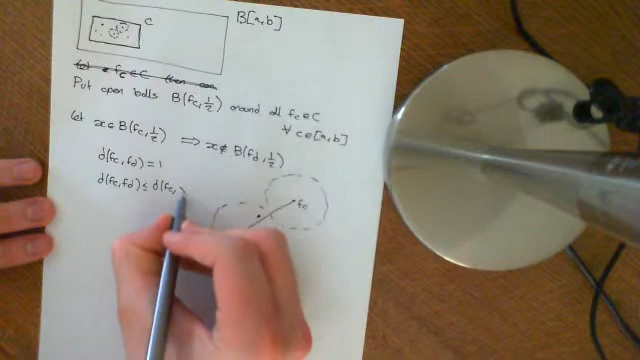 C
B[a,b]
Put open balls B(fc, 1/2) around all fc ∈ C
∀ c ∈ [a,b]
let x ∈ B(fc, 1/2) ⟹ x ∉ B(fd, 1/2)
d(fc, fd) = 1
d(fc, fd) ≤ d(fc,
fc